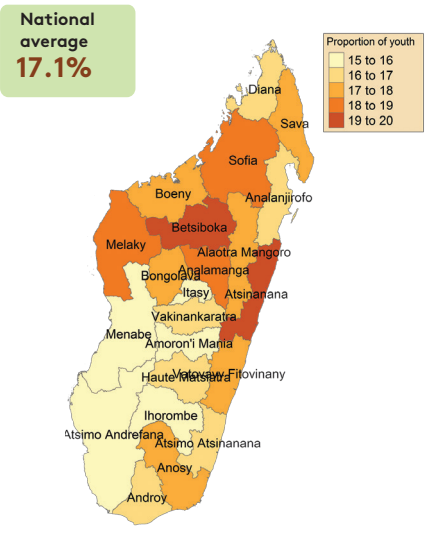 National
average
17.1%
Proportion of youth
15 to 16
16 to 17
17 to 18
18 to 19
19 to 20
Diana
Sava
Sofia
Boeny
Analanjirofo
Betsiboka
Melaky
Alaotra Mangoro
Analamanga
Bongolava
Itasy
Atsinanana
Vakinankaratra
Menabe
Amoron'i Mania
Vatovavy Fitovinany
Haute Matsiatra
Ihorombe
Atsimo Andrefana
Atsimo Atsinanana
Anosy
Androy